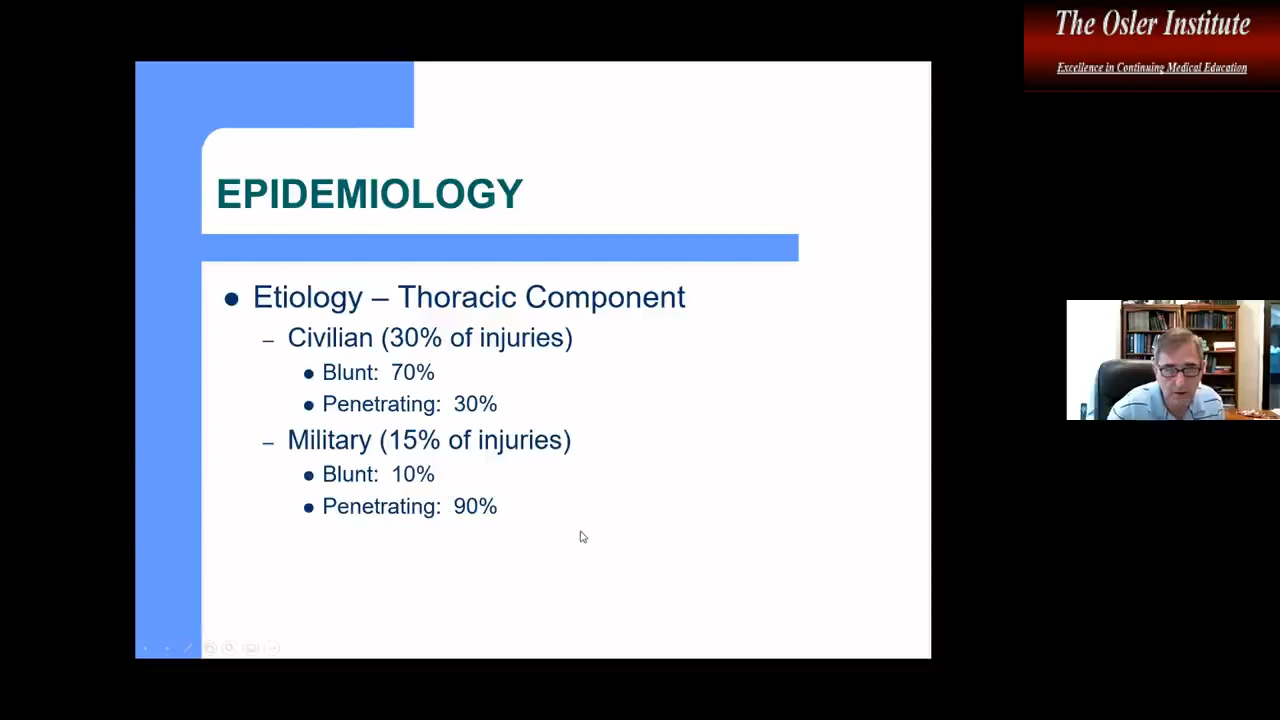 The Osler Institute
Excellence in Continuing Medical Education
EPIDEMIOLOGY
● Etiology – Thoracic Component
– Civilian (30% of injuries)
● Blunt: 70%
● Penetrating: 30%
– Military (15% of injuries)
● Blunt: 10%
● Penetrating: 90%